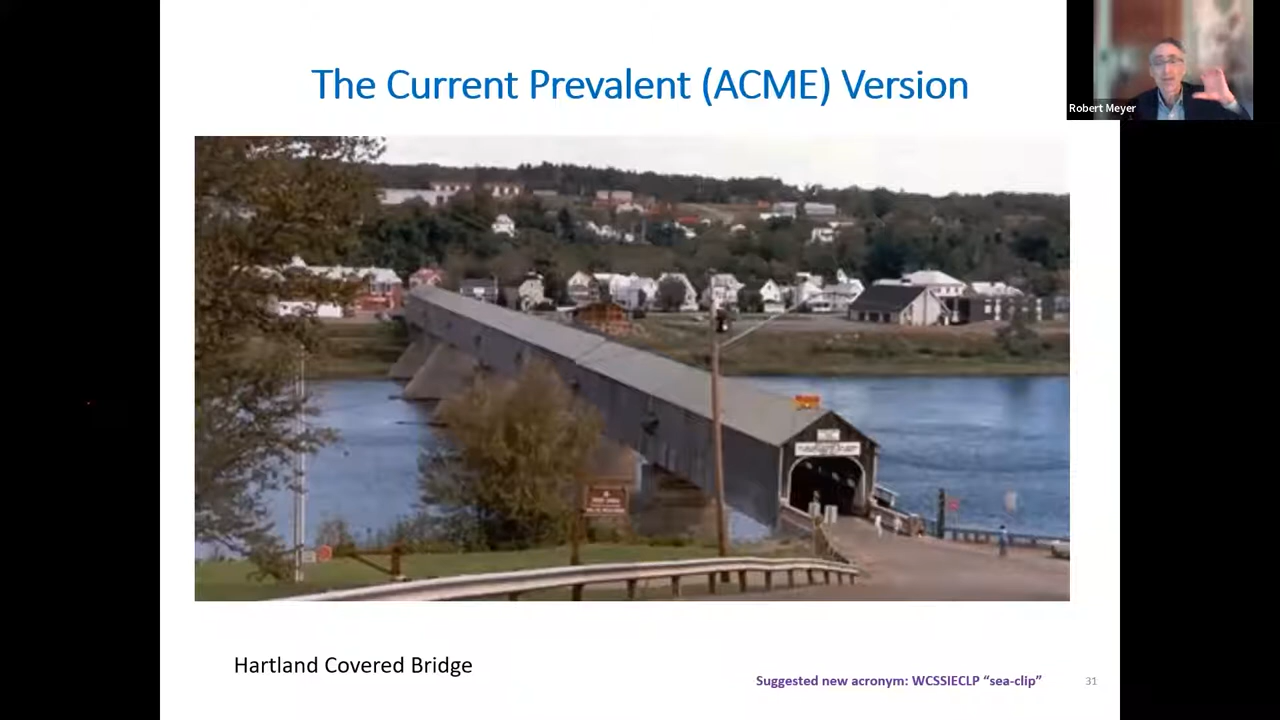 The Current Prevalent (ACME) Version
Robert Meyer
Hartland Covered Bridge
Suggested new acronym: WCSSIECLP “sea-clip”
31